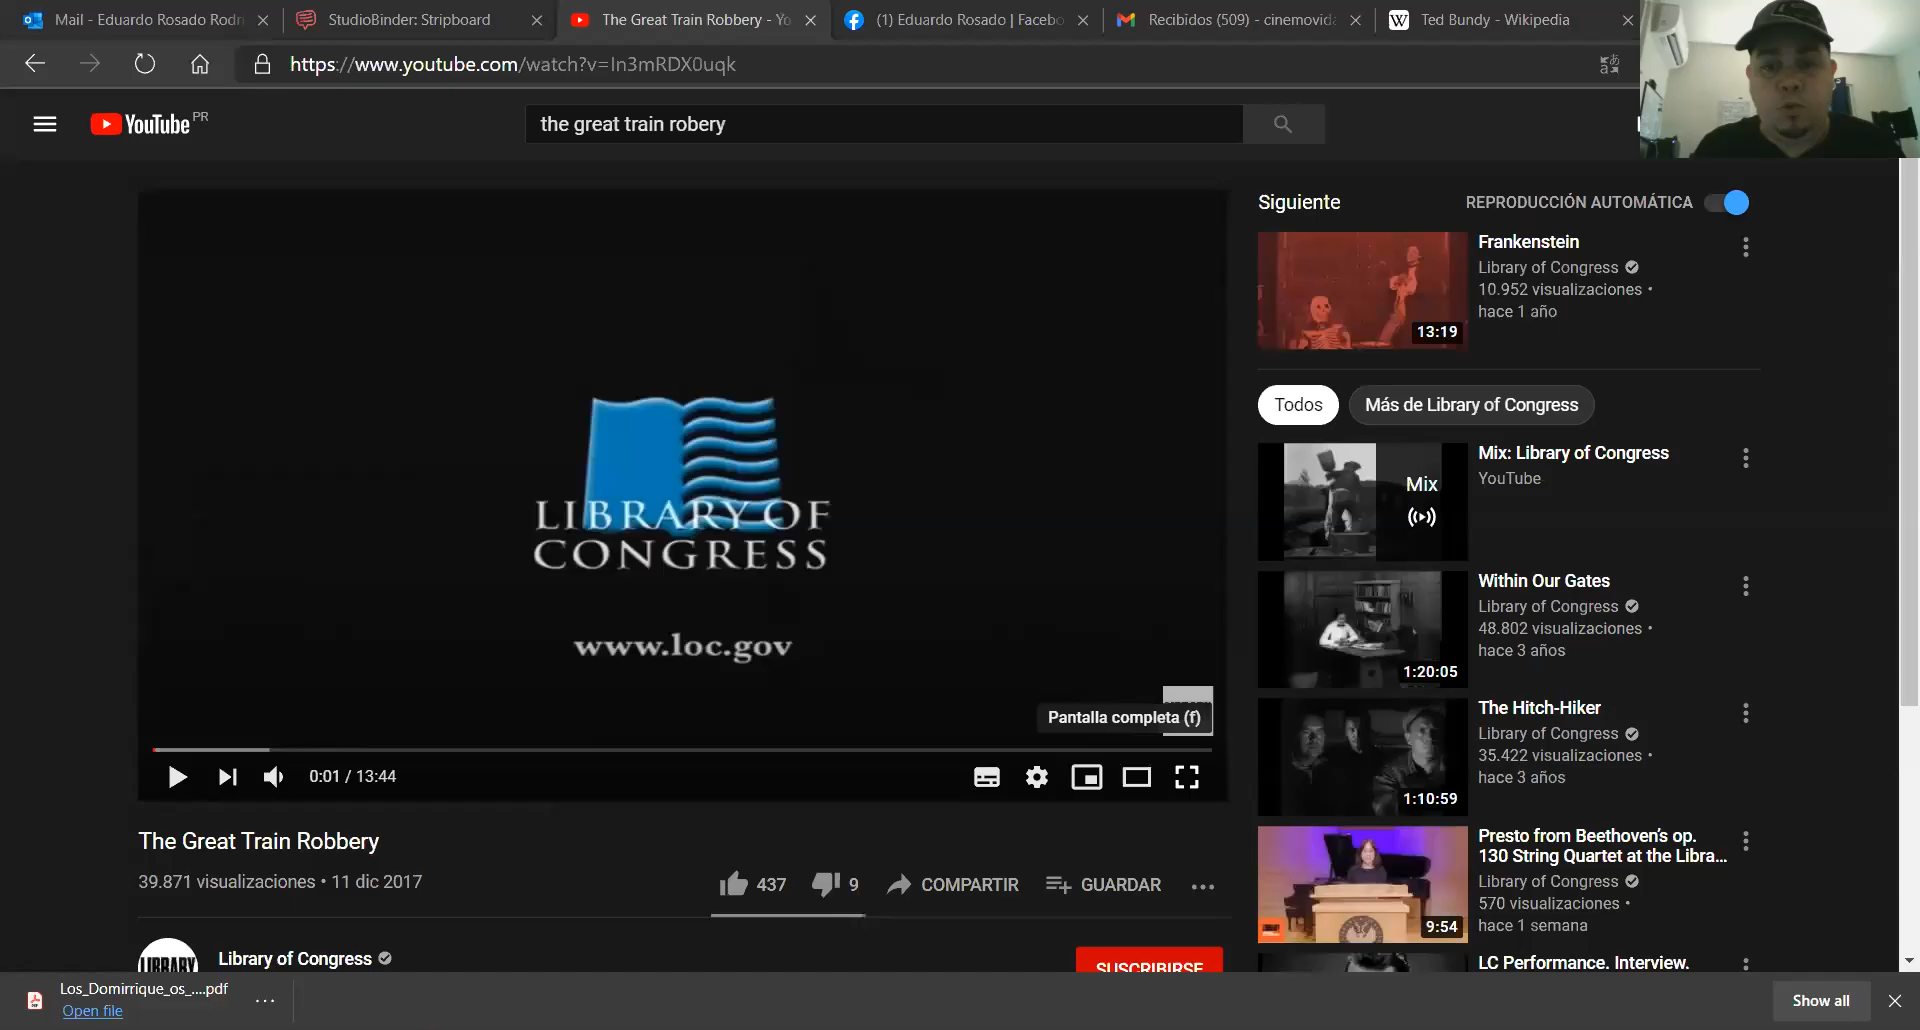 Mail - Eduardo Rosado Rodr
StudioBinder: Stripboard
The Great Train Robbery - Yo
(1) Eduardo Rosado | Facebo
Recibidos (509) - cinemovida
Ted Bundy - Wikipedia
https://www.youtube.com/watch?v=In3mRDX0uqk
YouTube PR
the great train robery
LIBRARY OF
CONGRESS
www.loc.gov
Pantalla completa (f)
0:01 / 13:44
The Great Train Robbery
39.871 visualizaciones • 11 dic 2017
437
9
COMPARTIR
GUARDAR
LIBRARY
Library of Congress
SUSCRIBIRSE
Siguiente
REPRODUCCIÓN AUTOMÁTICA
Frankenstein
Library of Congress
10.952 visualizaciones •
hace 1 año
13:19
Todos
Más de Library of Congress
Mix
Mix: Library of Congress
YouTube
Within Our Gates
Library of Congress
48.802 visualizaciones •
hace 3 años
1:20:05
The Hitch-Hiker
Library of Congress
35.422 visualizaciones •
hace 3 años
1:10:59
Presto from Beethoven's op.
130 String Quartet at the Libra...
Library of Congress
570 visualizaciones •
hace 1 semana
9:54
LC Performance. Interview.
Los_Domirrique_os_....pdf
Open file
Show all